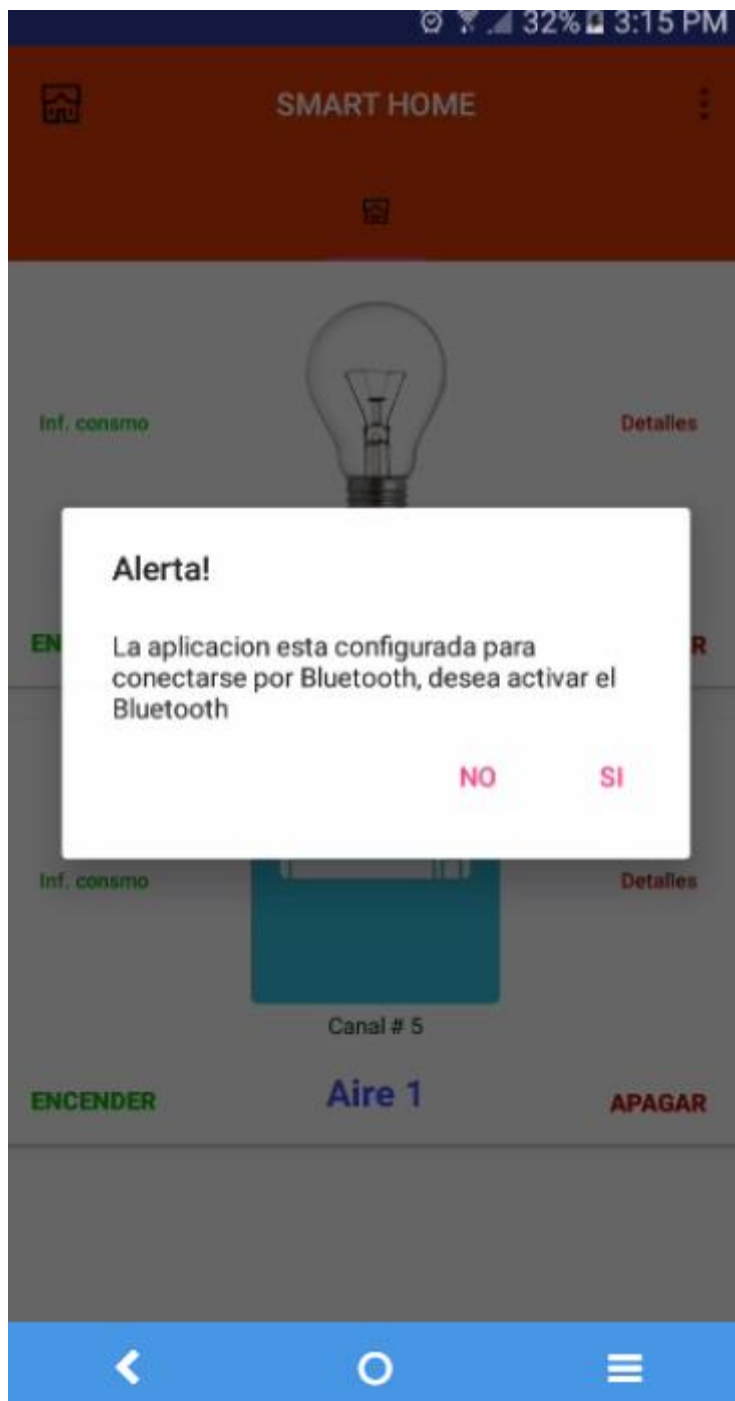 32% 3:15 PM
SMART HOME
Inf. consmo
Detalles
Alerta!
EN
La aplicacion esta configurada para
conectarse por Bluetooth, desea activar el
Bluetooth
R
NO SI
Inf. consmo
Detalles
Canal # 5
ENCENDER
Aire 1
APAGAR